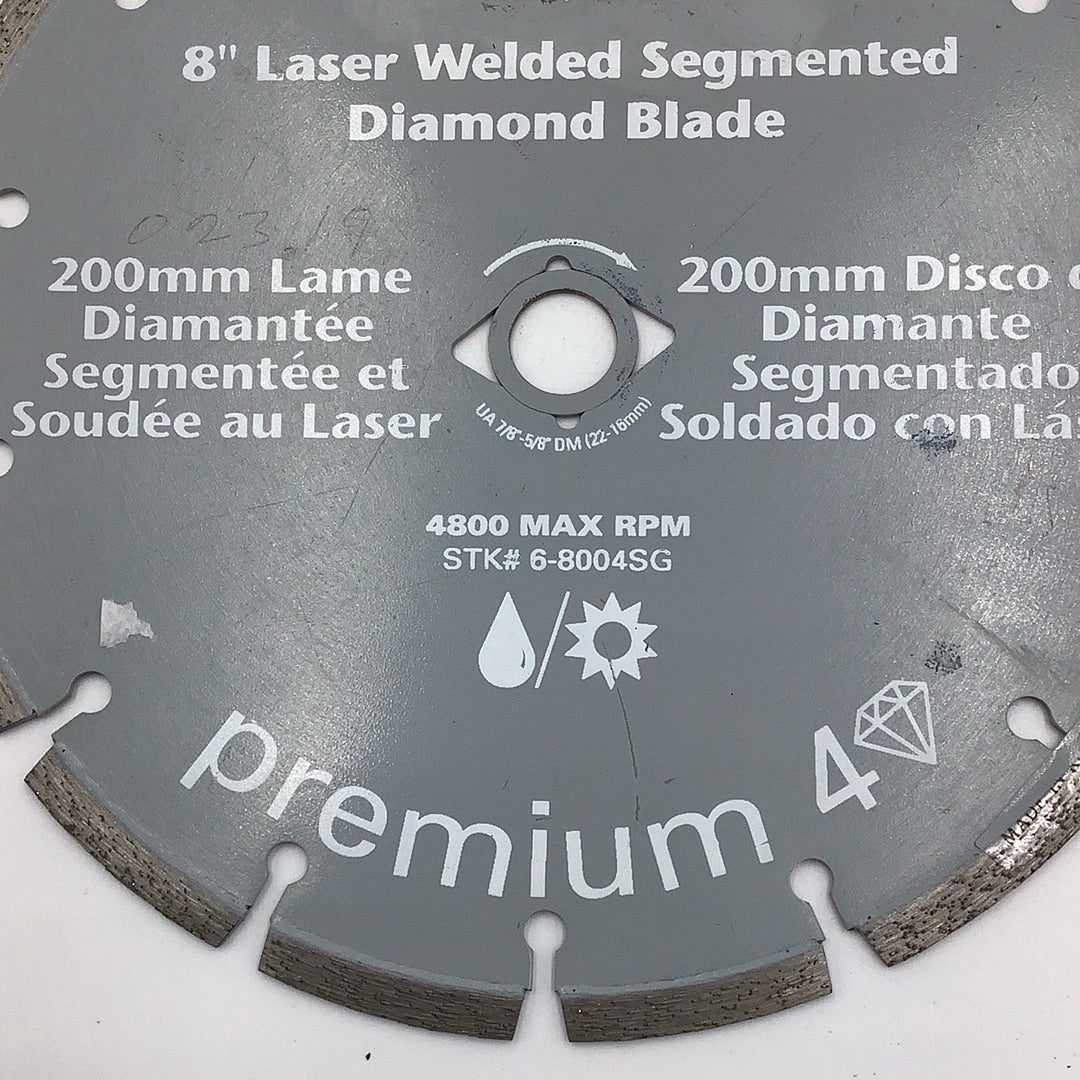 8" Laser Welded Segmented
Diamond Blade
023.19
200mm Lame
Diamantée
Segmentée et
Soudée au Laser
200mm Disco
Diamante
Segmentado
Soldado con
UA 7/8"-5/8" DM (22-16mm)
4800 MAX RPM
STK# 6-8004SG
premium 4